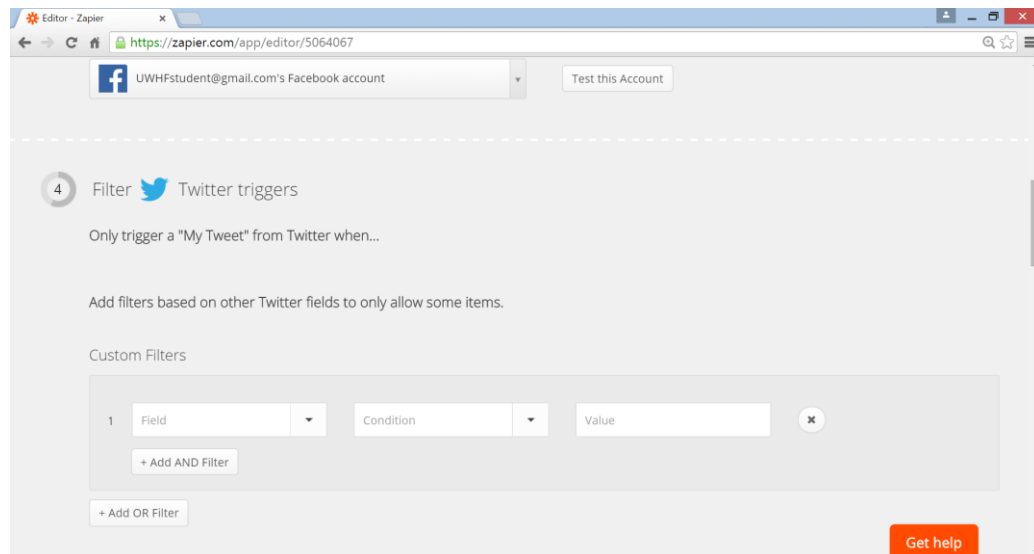 Editor - Zapier
https://zapier.com/app/editor/5064067
UWHFstudent@gmail.com's Facebook account
Test this Account
4 Filter Twitter triggers
Only trigger a "My Tweet" from Twitter when...
Add filters based on other Twitter fields to only allow some items.
Custom Filters
1 Field Condition Value
+ Add AND Filter
+ Add OR Filter
Get help